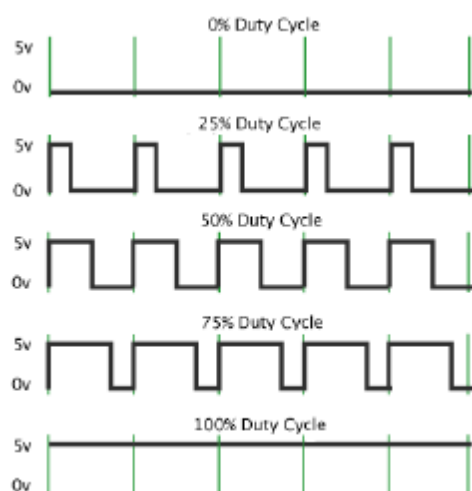 0% Duty Cycle
5v
0v
25% Duty Cycle
5v
0v
50% Duty Cycle
5v
0v
75% Duty Cycle
5v
0v
100% Duty Cycle
5v
0v